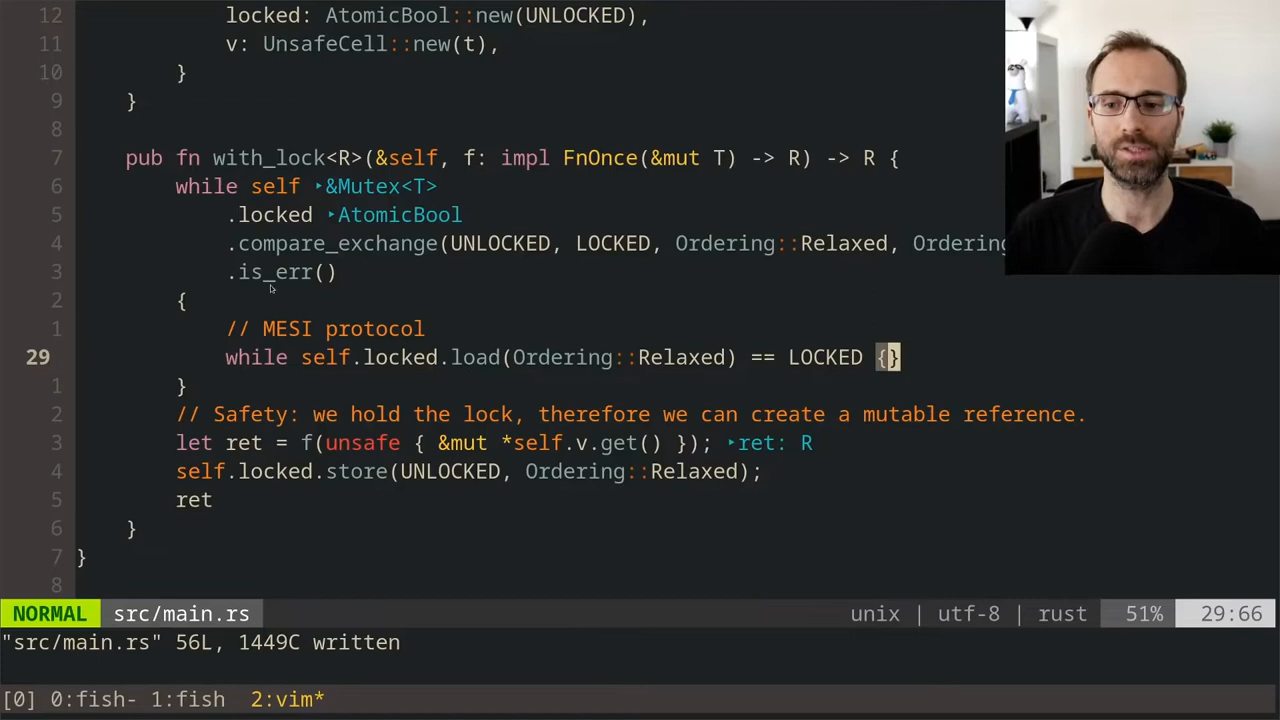 12 locked: AtomicBool::new(UNLOCKED),
11 v: UnsafeCell::new(t),
10 }
9 }
8
7 pub fn with_lock<R>(&self, f: impl FnOnce(&mut T) -> R) -> R {
6 while self ‣&Mutex<T>
5 .locked ‣AtomicBool
4 .compare_exchange(UNLOCKED, LOCKED, Ordering::Relaxed, Ordering
3 .is_err()
2 {
1 // MESI protocol
29 while self.locked.load(Ordering::Relaxed) == LOCKED {}
1 }
2 // Safety: we hold the lock, therefore we can create a mutable reference.
3 let ret = f(unsafe { &mut *self.v.get() }); ‣ret: R
4 self.locked.store(UNLOCKED, Ordering::Relaxed);
5 ret
6 }
7 }
8
NORMAL src/main.rs unix | utf-8 | rust 51% 29:66
"src/main.rs" 56L, 1449C written
[0] 0:fish- 1:fish 2:vim*